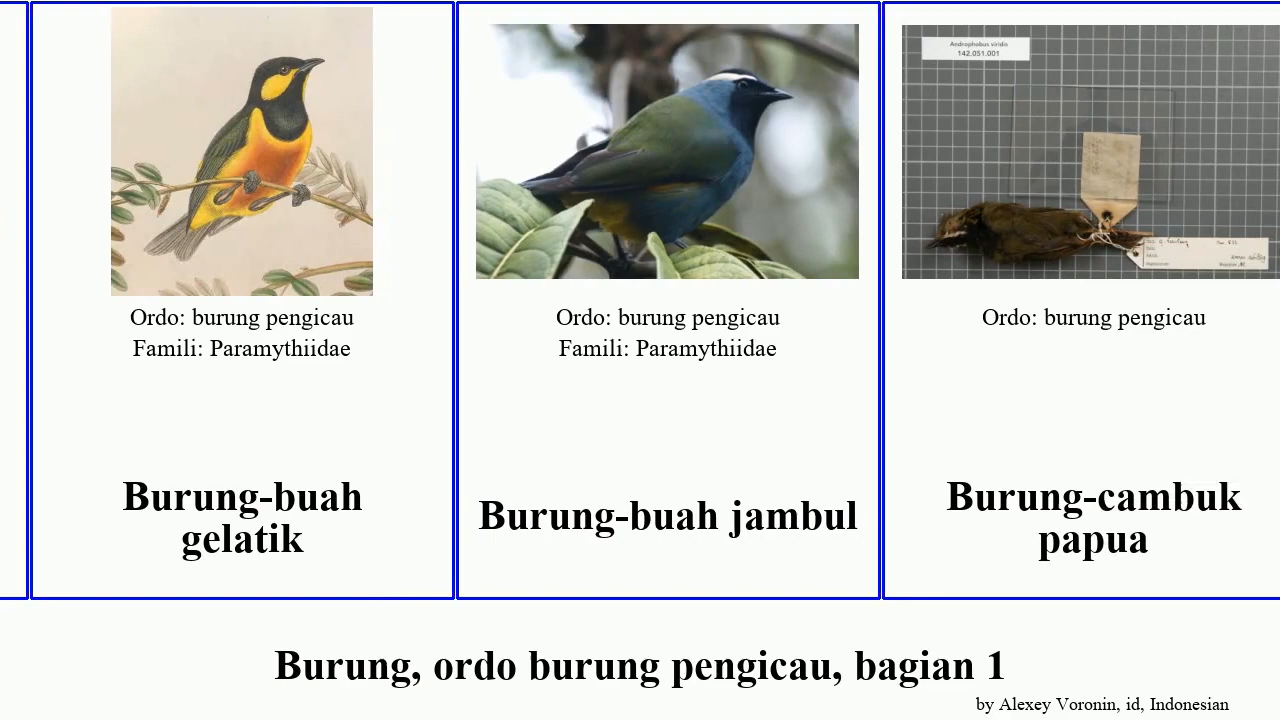 Androphobus viridis
142.051.001
Ordo: burung pengicau
Famili: Paramythiidae
Ordo: burung pengicau
Famili: Paramythiidae
Ordo: burung pengicau
Burung-buah
gelatik
Burung-buah jambul
Burung-cambuk
papua
Burung, ordo burung pengicau, bagian 1
by Alexey Voronin, id, Indonesian